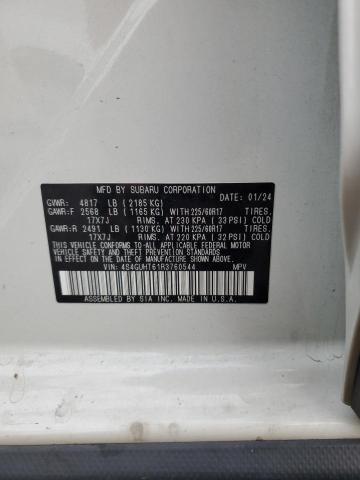 MFD BY SUBARU CORPORATION DATE: 01/24
GVWR: 4817 LB (2185 KG)
GAWR:F 2568 LB (1165 KG) WITH 225/60R17 TIRES.
17X7J RIMS. AT 230 KPA (33 PSI) COLD
GAWR:R 2491 LB (1130 KG) WITH 225/60R17 TIRES.
17X7J RIMS. AT 220 KPA (32 PSI) COLD
THIS VEHICLE CONFORMS TO ALL APPLICABLE U.S. FEDERAL MOTOR
VEHICLE SAFETY, BUMPER, AND THEFT PREVENTION STANDARDS
IN EFFECT ON THE DATE OF MANUFACTURE SHOWN ABOVE.
VIN: 4S4GUHT61R3760544 MPV
ASSEMBLED BY SIA INC. MADE IN U.S.A.